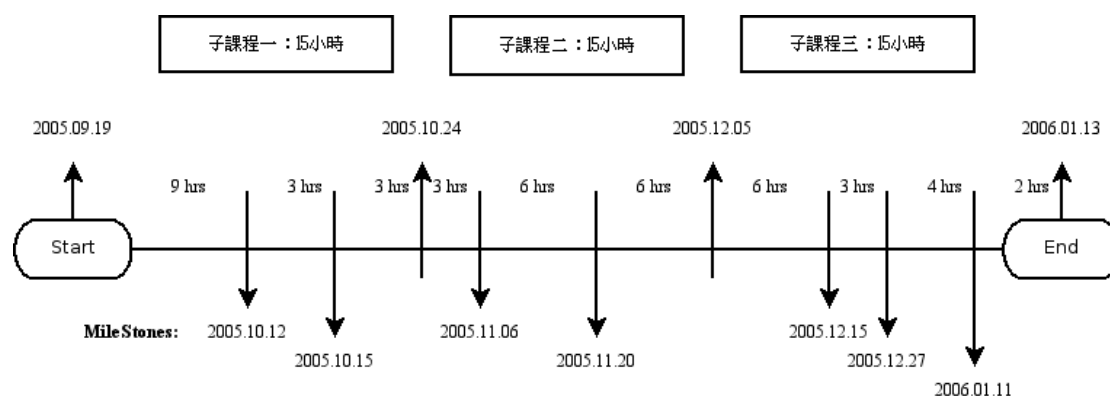 子課程一：15小時 子課程二：15小時 子課程三：15小時
2005.09.19 2005.10.24 2005.12.05 2006.01.13
9 hrs 3 hrs 3 hrs 3 hrs 6 hrs 6 hrs 6 hrs 3 hrs 4 hrs 2 hrs
Start End
MileStones: 2005.10.12 2005.11.06 2005.12.15
2005.10.15 2005.11.20 2005.12.27
2006.01.11